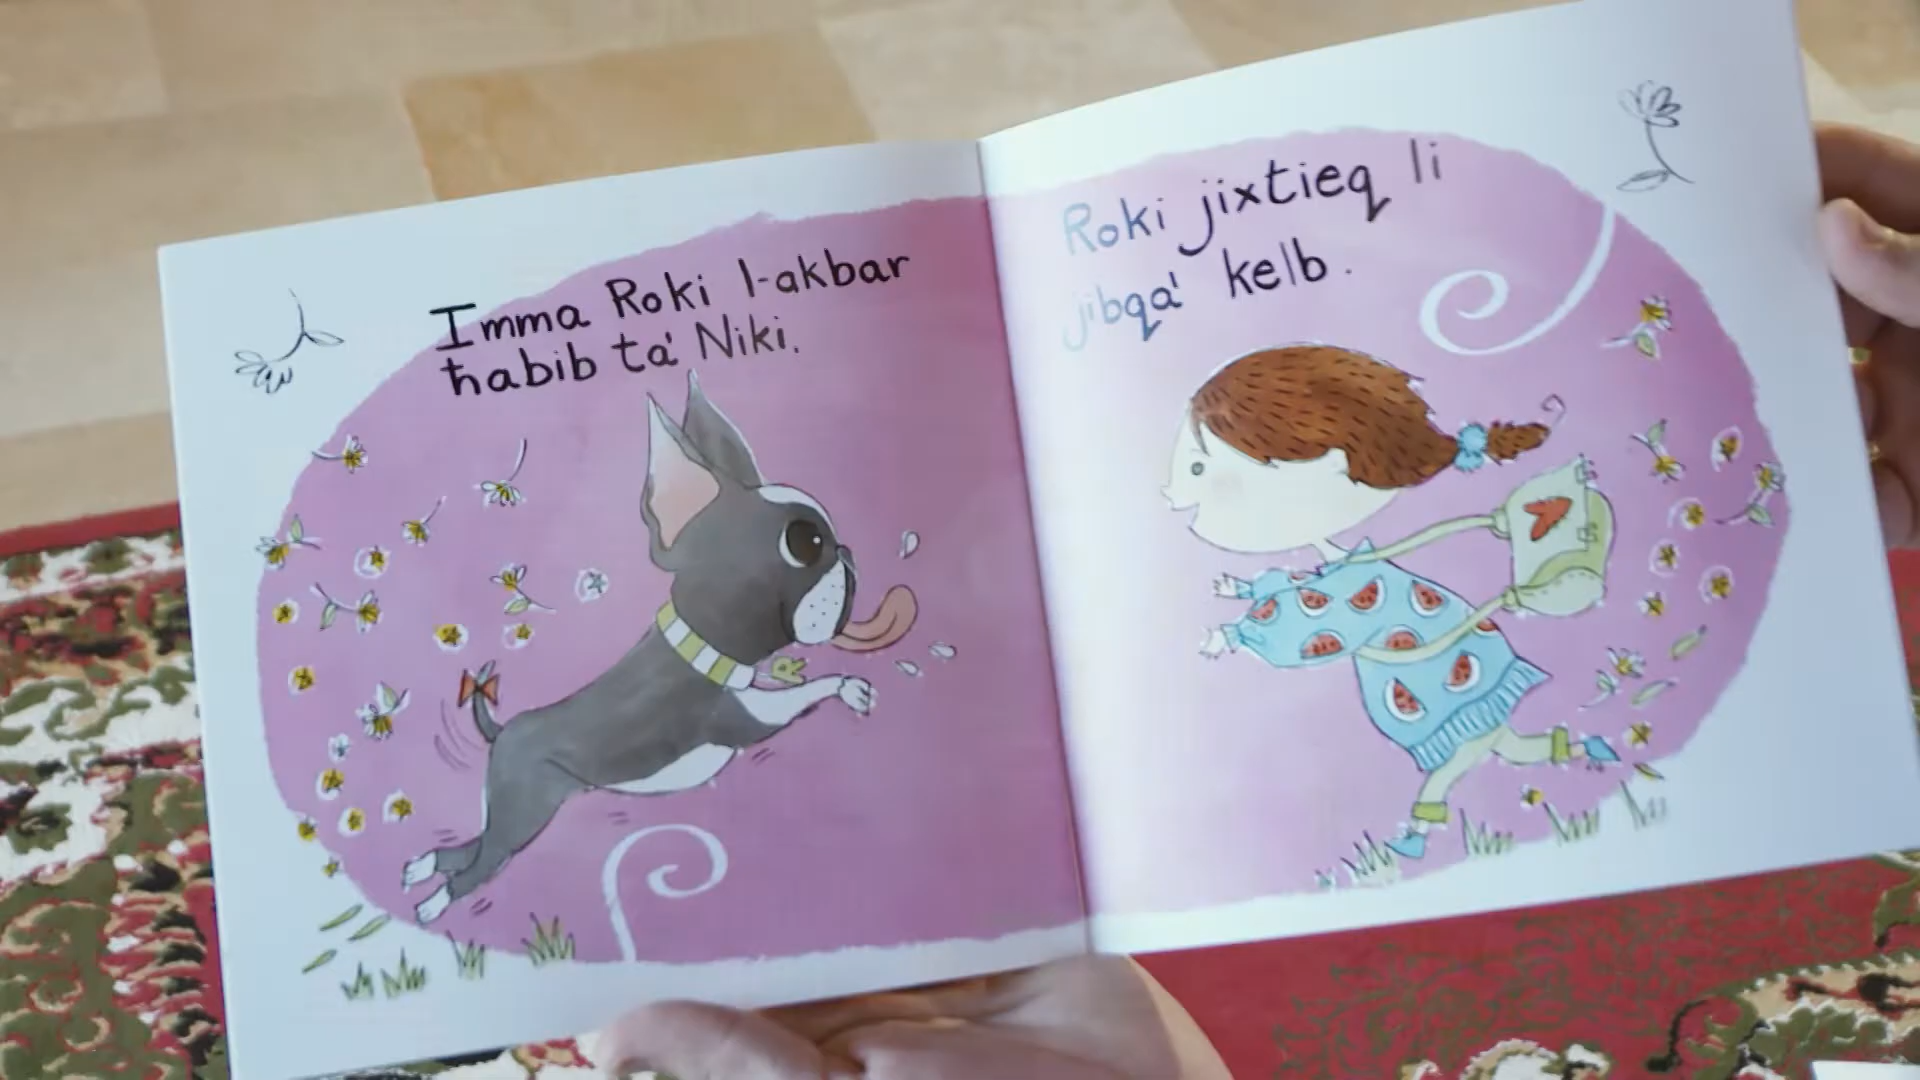 Imma Roki l-akbar
ħabib ta' Niki.
Roki jixtieq li
jibqa' kelb.
R